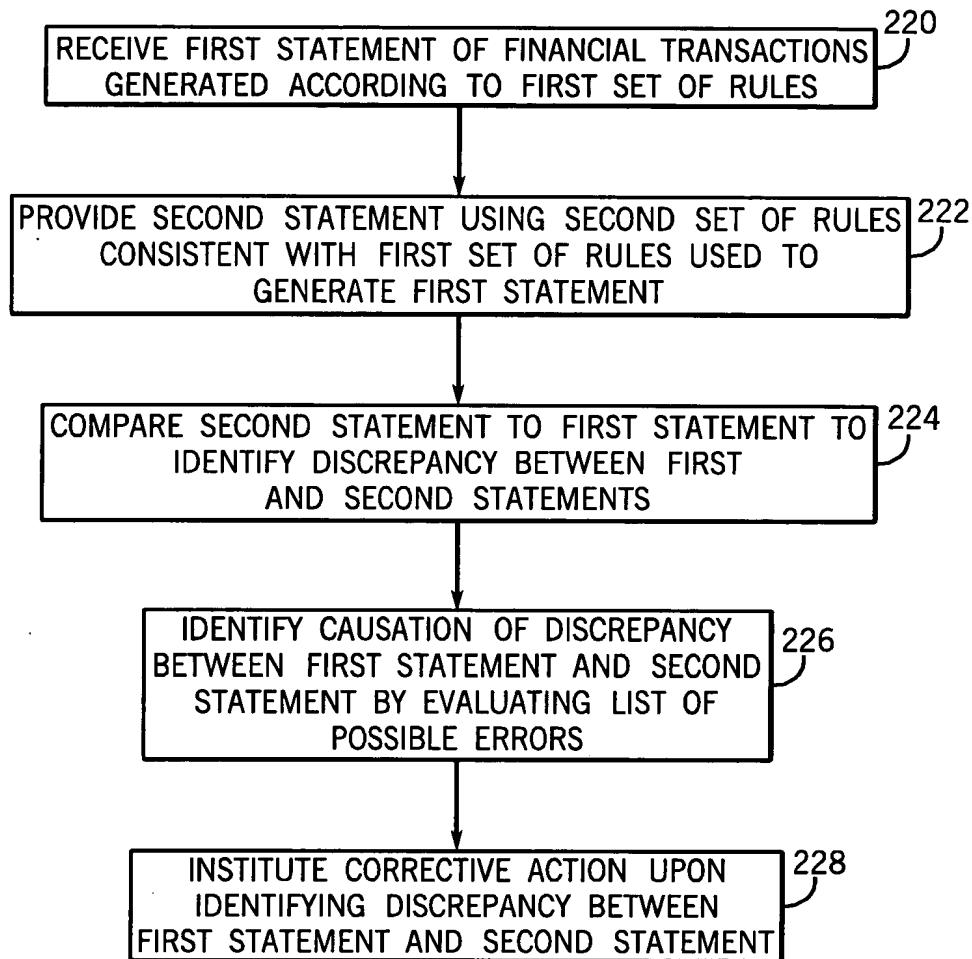 RECEIVE FIRST STATEMENT OF FINANCIAL TRANSACTIONS
GENERATED ACCORDING TO FIRST SET OF RULES
220
PROVIDE SECOND STATEMENT USING SECOND SET OF RULES
CONSISTENT WITH FIRST SET OF RULES USED TO
GENERATE FIRST STATEMENT
222
COMPARE SECOND STATEMENT TO FIRST STATEMENT TO
IDENTIFY DISCREPANCY BETWEEN FIRST
AND SECOND STATEMENTS
224
IDENTIFY CAUSATION OF DISCREPANCY
BETWEEN FIRST STATEMENT AND SECOND
STATEMENT BY EVALUATING LIST OF
POSSIBLE ERRORS
226
INSTITUTE CORRECTIVE ACTION UPON
IDENTIFYING DISCREPANCY BETWEEN
FIRST STATEMENT AND SECOND STATEMENT
228